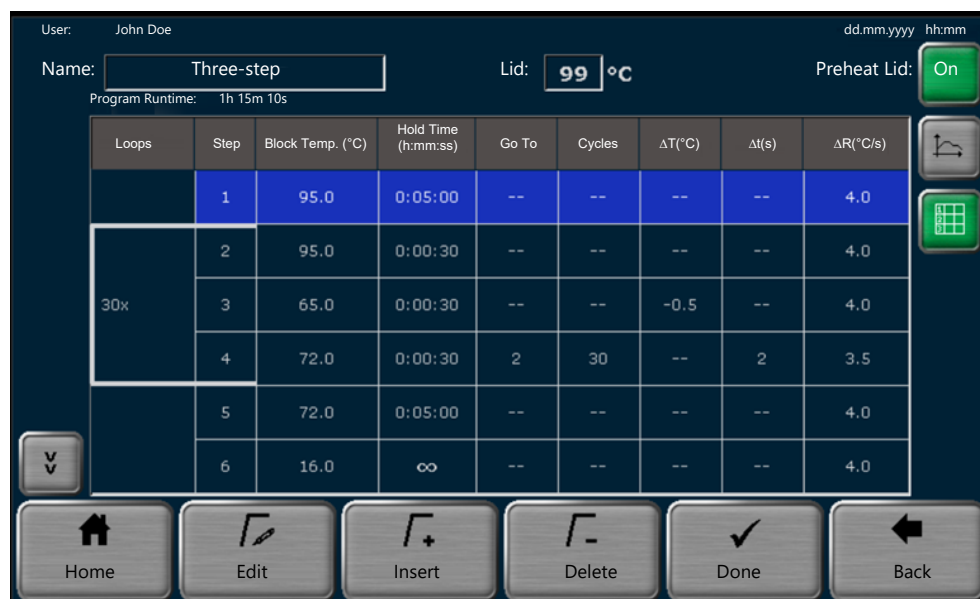 User: John Doe dd.mm.yyyy hh:mm
Name: Three-step Lid: 99 °C Preheat Lid: On
Program Runtime: 1h 15m 10s
Loops Step Block Temp. (°C) Hold Time (h:mm:ss) Go To Cycles ΔT(°C) Δt(s) ΔR(°C/s)
1 95.0 0:05:00 -- -- -- -- 4.0
2 95.0 0:00:30 -- -- -- -- 4.0
30x 3 65.0 0:00:30 -- -- -0.5 -- 4.0
4 72.0 0:00:30 2 30 -- 2 3.5
5 72.0 0:05:00 -- -- -- -- 4.0
6 16.0 ∞ -- -- -- -- 4.0
Home Edit Insert Delete Done Back